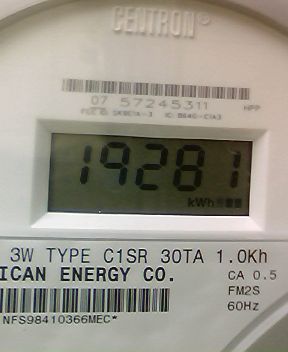 CENTRON®
07 57245311 HPP
19281
kWh
3W TYPE C1SR 30TA 1.0Kh
ICAN ENERGY CO. CA 0.5
FM2S
60Hz
NFS98410366MEC*